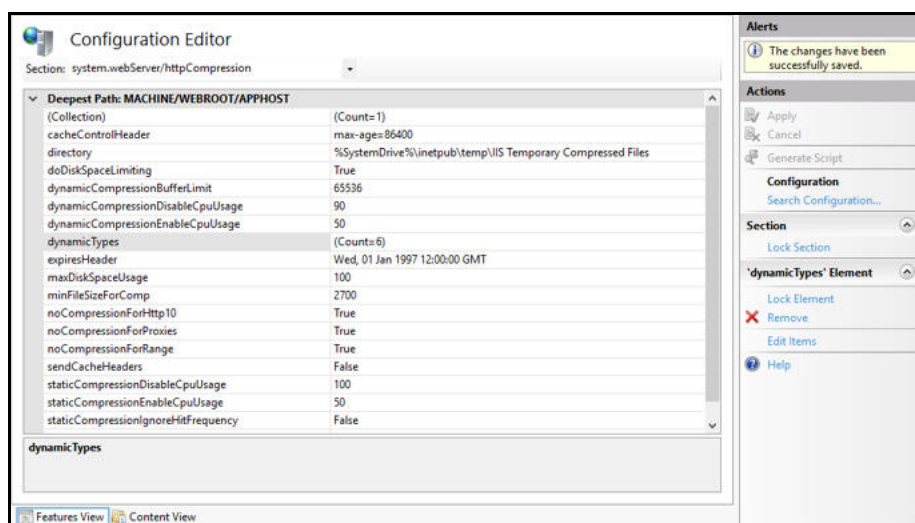 Configuration Editor
Section: system.webServer/httpCompression
Deepest Path: MACHINE/WEBROOT/APPHOST
(Collection) (Count=1)
cacheControlHeader max-age=86400
directory %SystemDrive%\inetpub\temp\IIS Temporary Compressed Files
doDiskSpaceLimiting True
dynamicCompressionBufferLimit 65536
dynamicCompressionDisableCpuUsage 90
dynamicCompressionEnableCpuUsage 50
dynamicTypes (Count=6)
expiresHeader Wed, 01 Jan 1997 12:00:00 GMT
maxDiskSpaceUsage 100
minFileSizeForComp 2700
noCompressionForHttp10 True
noCompressionForProxies True
noCompressionForRange True
sendCacheHeaders False
staticCompressionDisableCpuUsage 100
staticCompressionEnableCpuUsage 50
staticCompressionIgnoreHitFrequency False
dynamicTypes
Features View Content View
Alerts
The changes have been
successfully saved.
Actions
Apply
Cancel
Generate Script
Configuration
Search Configuration...
Section
Lock Section
'dynamicTypes' Element
Lock Element
Remove
Edit Items
Help